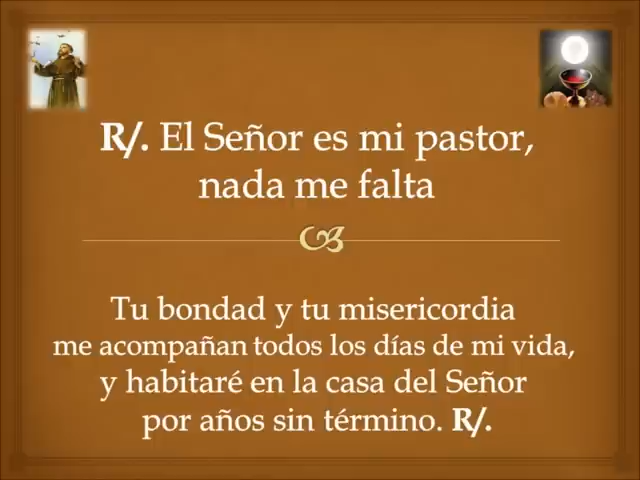 R/. El Señor es mi pastor,
nada me falta
Tu bondad y tu misericordia
me acompañan todos los días de mi vida,
y habitaré en la casa del Señor
por años sin término. R/.